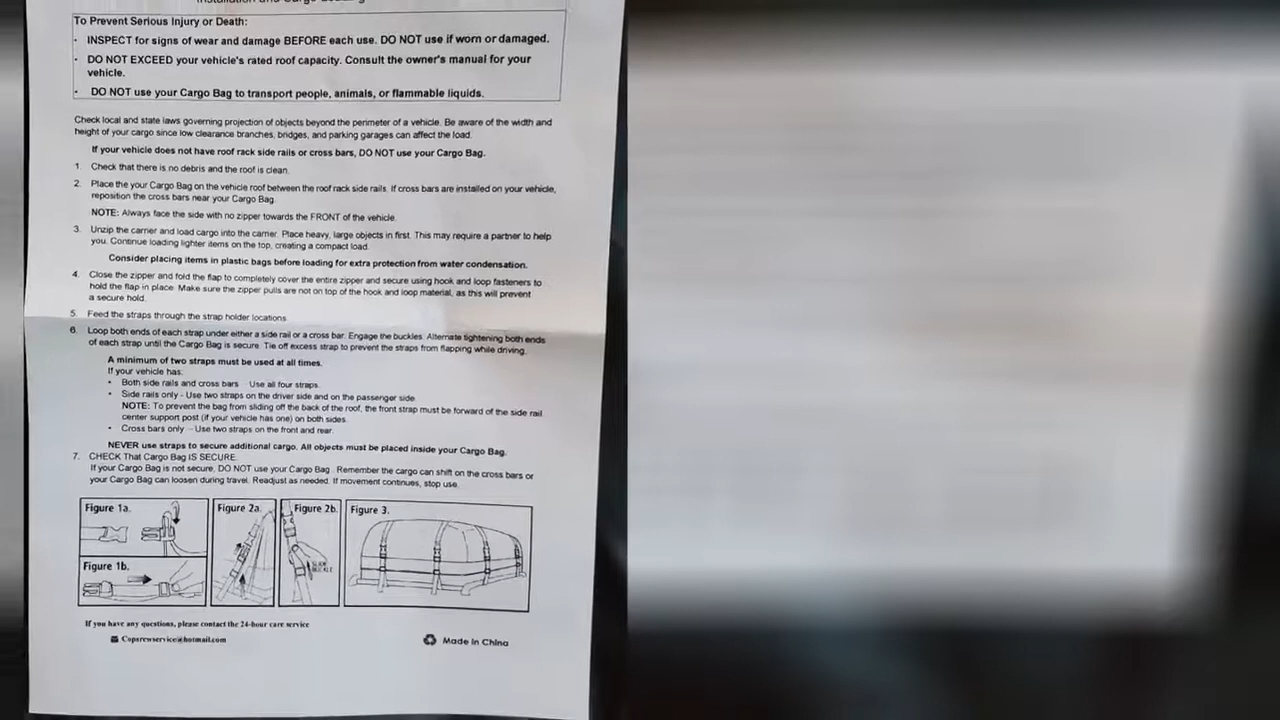 To Prevent Serious Injury or Death:
· INSPECT for signs of wear and damage BEFORE each use. DO NOT use if worn or damaged.
· DO NOT EXCEED your vehicle's rated roof capacity. Consult the owner's manual for your
vehicle.
· DO NOT use your Cargo Bag to transport people, animals, or flammable liquids.
Check local and state laws governing projection of objects beyond the perimeter of a vehicle. Be aware of the width and
height of your cargo since low clearance branches, bridges, and parking garages can affect the load.
If your vehicle does not have roof rack side rails or cross bars, DO NOT use your Cargo Bag.
1. Check that there is no debris and the roof is clean.
2. Place the your Cargo Bag on the vehicle roof between the roof rack side rails. If cross bars are installed on your vehicle,
reposition the cross bars near your Cargo Bag.
NOTE: Always face the side with no zipper towards the FRONT of the vehicle.
3. Unzip the carrier and load cargo into the carrier. Place heavy, large objects in first. This may require a partner to help
you. Continue loading lighter items on the top, creating a compact load.
Consider placing items in plastic bags before loading for extra protection from water condensation.
4. Close the zipper and fold the flap to completely cover the entire zipper and secure using hook and loop fasteners to
hold the flap in place. Make sure the zipper pulls are not on top of the hook and loop material, as this will prevent
a secure hold.
5. Feed the straps through the strap holder locations.
6. Loop both ends of each strap under either a side rail or a cross bar. Engage the buckles. Alternate tightening both ends
of each strap until the Cargo Bag is secure. Tie off excess strap to prevent the straps from flapping while driving.
A minimum of two straps must be used at all times.
If your vehicle has:
• Both side rails and cross bars - Use all four straps.
• Side rails only - Use two straps on the driver side and on the passenger side.
NOTE: To prevent the bag from sliding off the back of the roof, the front strap must be forward of the side rail
center support post (if your vehicle has one) on both sides.
• Cross bars only - Use two straps on the front and rear.
NEVER use straps to secure additional cargo. All objects must be placed inside your Cargo Bag.
7. CHECK That Cargo Bag IS SECURE.
If your Cargo Bag is not secure, DO NOT use your Cargo Bag. Remember the cargo can shift on the cross bars or
your Cargo Bag can loosen during travel. Readjust as needed. If movement continues, stop use.
Figure 1a.
Figure 1b.
Figure 2a.
Figure 2b.
SLIDE
BUCKLE
Figure 3.
If you have any questions, please contact the 24-hour care service
Copsrewservice@hotmail.com
Made in China